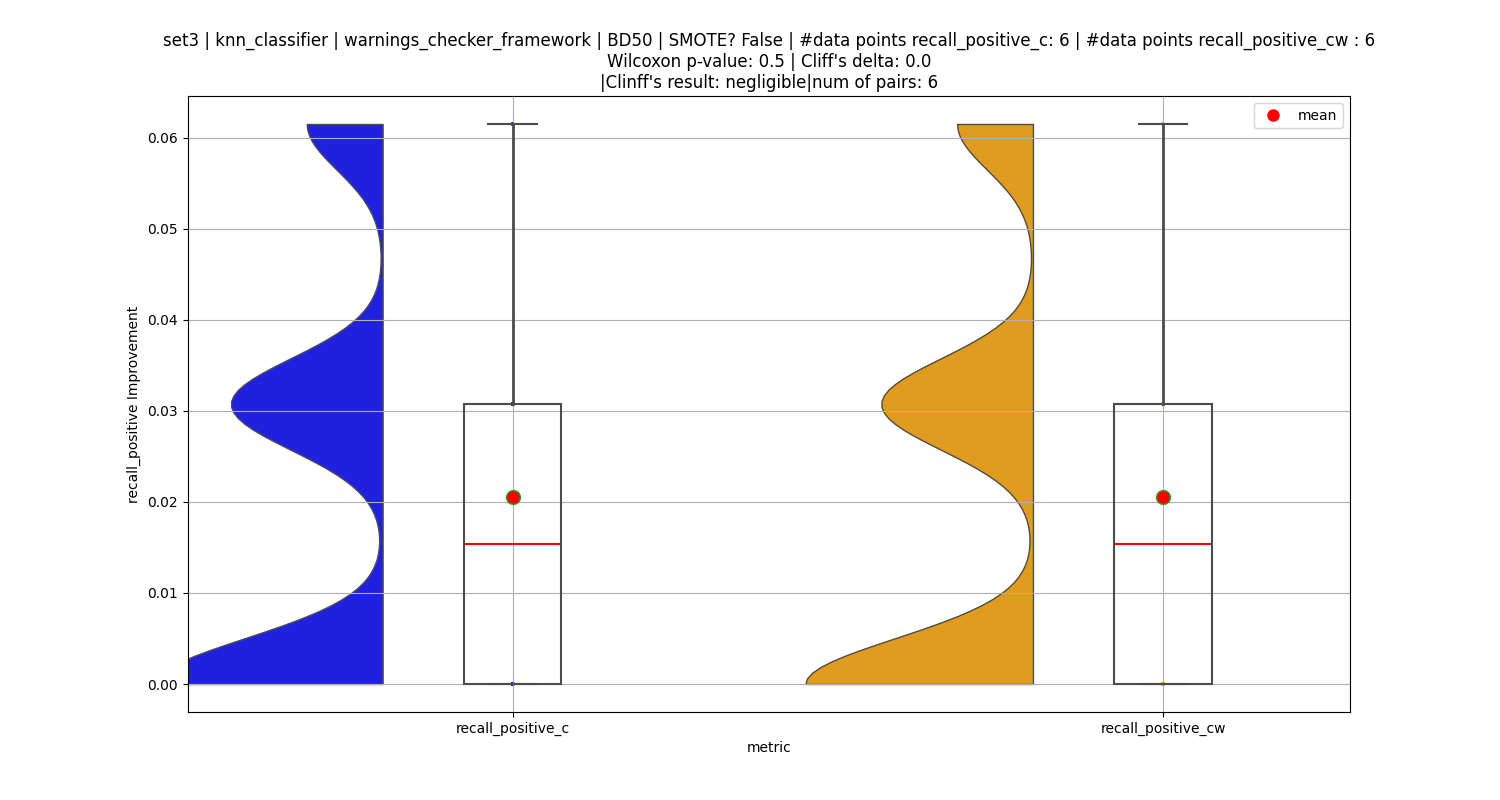 set3 | knn_classifier | warnings_checker_framework | BD50 | SMOTE? False | #data points recall_positive_c: 6 | #data points recall_positive_cw : 6
Wilcoxon p-value: 0.5 | Cliff's delta: 0.0
|Clinff's result: negligible|num of pairs: 6
mean
0.06
0.05
0.04
0.03
0.02
0.01
0.00
recall_positive Improvement
recall_positive_c
recall_positive_cw
metric